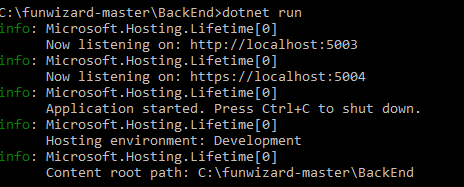 C:\funwizard-master\BackEnd>dotnet run
info: Microsoft.Hosting.Lifetime[0]
Now listening on: http://localhost:5003
info: Microsoft.Hosting.Lifetime[0]
Now listening on: https://localhost:5004
info: Microsoft.Hosting.Lifetime[0]
Application started. Press Ctrl+C to shut down.
info: Microsoft.Hosting.Lifetime[0]
Hosting environment: Development
info: Microsoft.Hosting.Lifetime[0]
Content root path: C:\funwizard-master\BackEnd